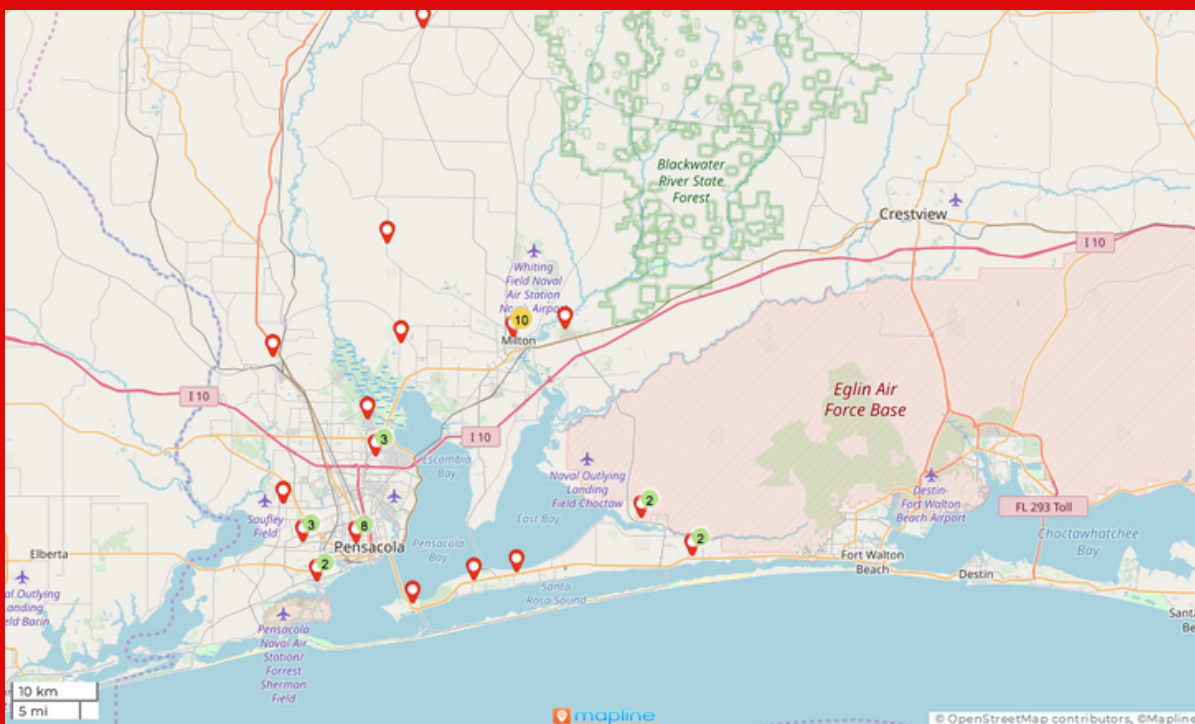 Blackwater
River State
Forest
Crestview
I 10
Whiting
Field Naval
Air Station
North Airport
10
Milton
I 10
Eglin Air
Force Base
3
I 10
Escambia
Bay
Naval Outlying
Landing
Field Choctaw
2
Destin-
Fort Walton
Beach Airport
FL 293 Toll
Saufley
Field
3
8
East Bay
Choctawhatchee
Bay
Elberta
Pensacola
Pensacola
Bay
2
Fort Walton
Beach
2
Destin
Santa
Rosa Sound
al Outlying
anding
eld Barin
Pensacola
Naval Air
Station/
Forrest
Sherman
Field
Santa
Be
10 km
5 mi
mapline
© OpenStreetMap contributors, ©Mapline